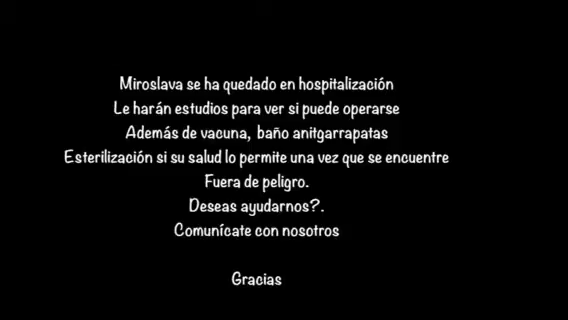 Miroslava se ha quedado en hospitalización
Le harán estudios para ver si puede operarse
Además de vacuna, baño anitgarrapatas
Esterilización si su salud lo permite una vez que se encuentre
Fuera de peligro.
Deseas ayudarnos?.
Comunícate con nosotros
Gracias